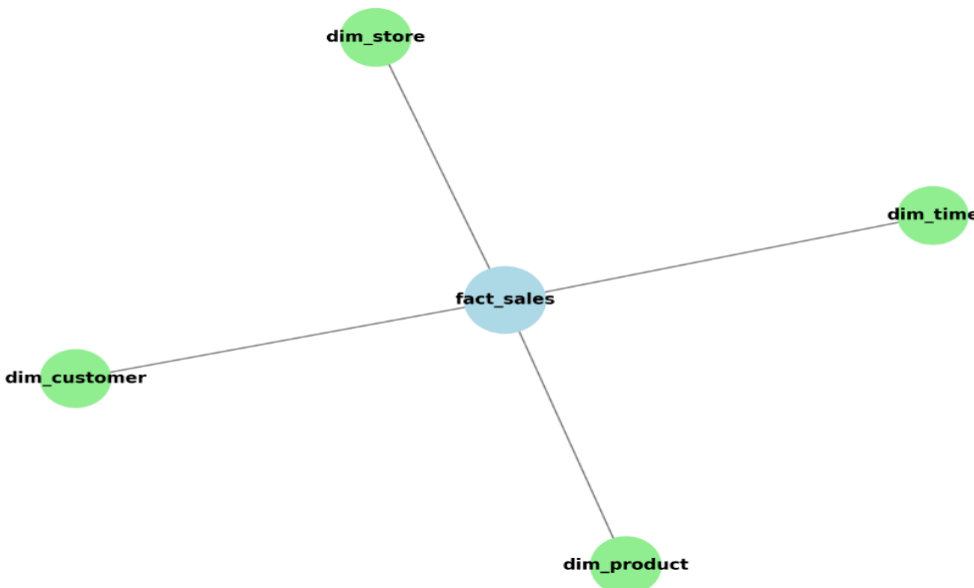 dim_store
dim_time
fact_sales
dim_customer
dim_product